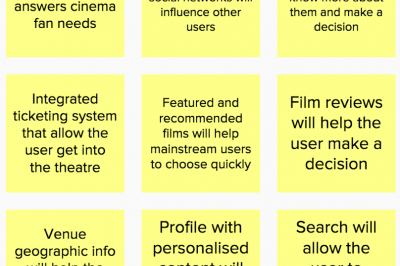 answers cinema
fan needs
social networks will
influence other
users
know more about
them and make a
decision
Integrated
ticketing system
that allow the
user get into
the theatre
Featured and
recommended
films will help
mainstream users
to choose quickly
Film reviews
will help the
user make a
decision
Venue
geographic info
will help the
Profile with
personalised
content will
Search will
allow the
user to